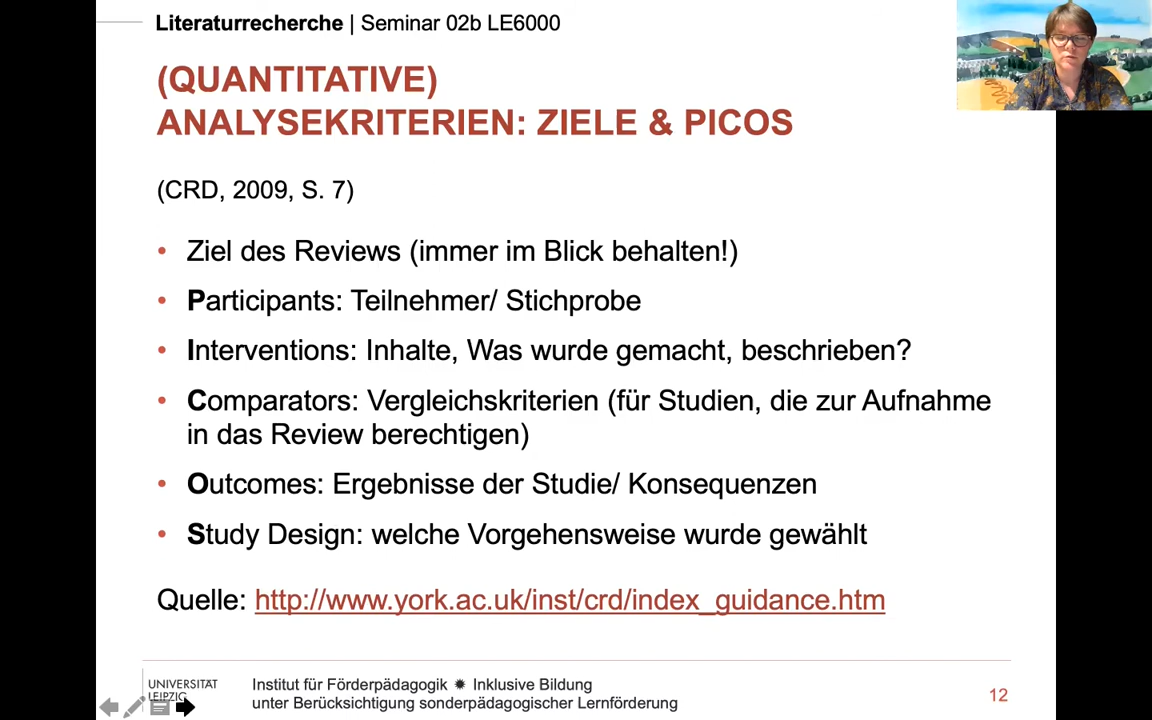 Literaturrecherche | Seminar 02b LE6000
(QUANTITATIVE)
ANALYSEKRITERIEN: ZIELE & PICOS
(CRD, 2009, S. 7)
• Ziel des Reviews (immer im Blick behalten!)
• Participants: Teilnehmer/ Stichprobe
• Interventions: Inhalte, Was wurde gemacht, beschrieben?
• Comparators: Vergleichskriterien (für Studien, die zur Aufnahme
in das Review berechtigen)
• Outcomes: Ergebnisse der Studie/ Konsequenzen
• Study Design: welche Vorgehensweise wurde gewählt
Quelle: http://www.york.ac.uk/inst/crd/index_guidance.htm
UNIVERSITÄT
LEIPZIG
Institut für Förderpädagogik ✷ Inklusive Bildung
unter Berücksichtigung sonderpädagogischer Lernförderung
12